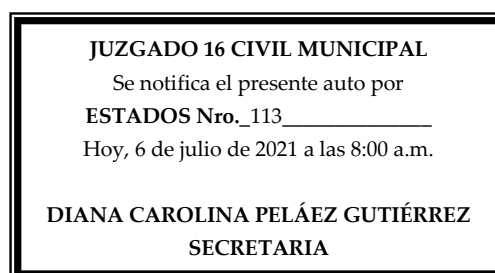 JUZGADO 16 CIVIL MUNICIPAL
Se notifica el presente auto por
ESTADOS Nro._113______________
Hoy, 6 de julio de 2021 a las 8:00 a.m.
DIANA CAROLINA PELÁEZ GUTIÉRREZ
SECRETARIA